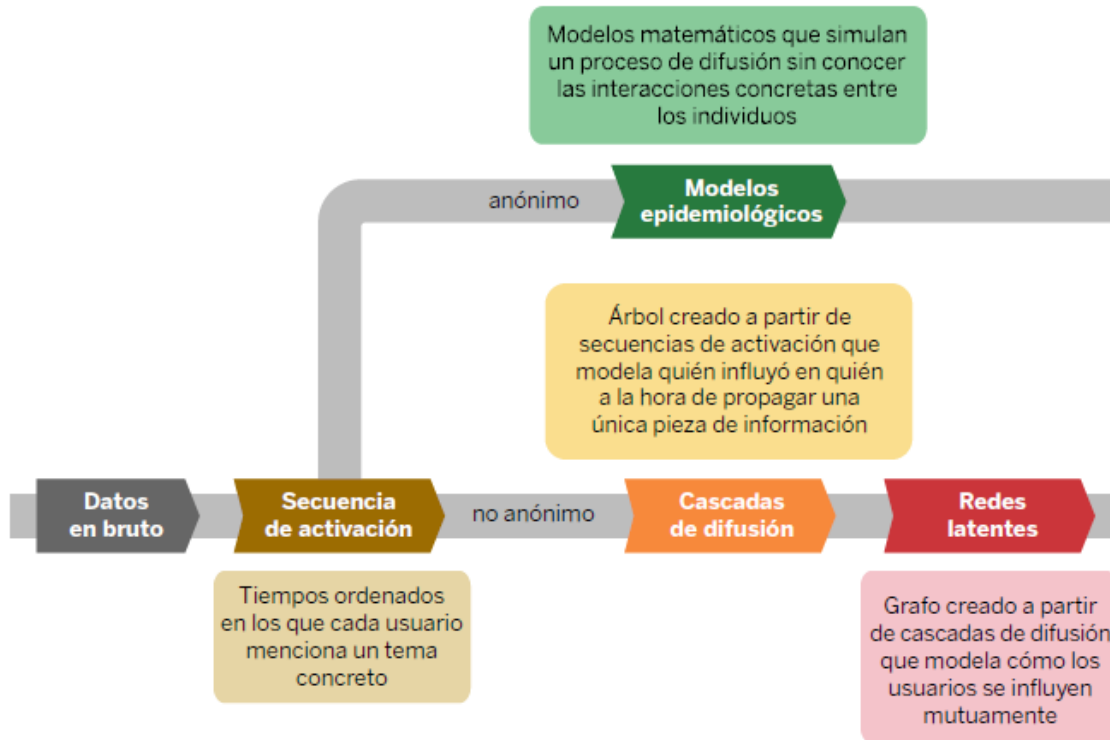 Modelos matemáticos que simulan
un proceso de difusión sin conocer
las interacciones concretas entre
los individuos
anónimo
Modelos
epidemiológicos
Árbol creado a partir de
secuencias de activación que
modela quién influyó en quién
a la hora de propagar una
única pieza de información
Datos
en bruto
Secuencia
de activación
no anónimo
Cascadas
de difusión
Redes
latentes
Tiempos ordenados
en los que cada usuario
menciona un tema
concreto
Grafo creado a partir
de cascadas de difusión
que modela cómo los
usuarios se influyen
mutuamente